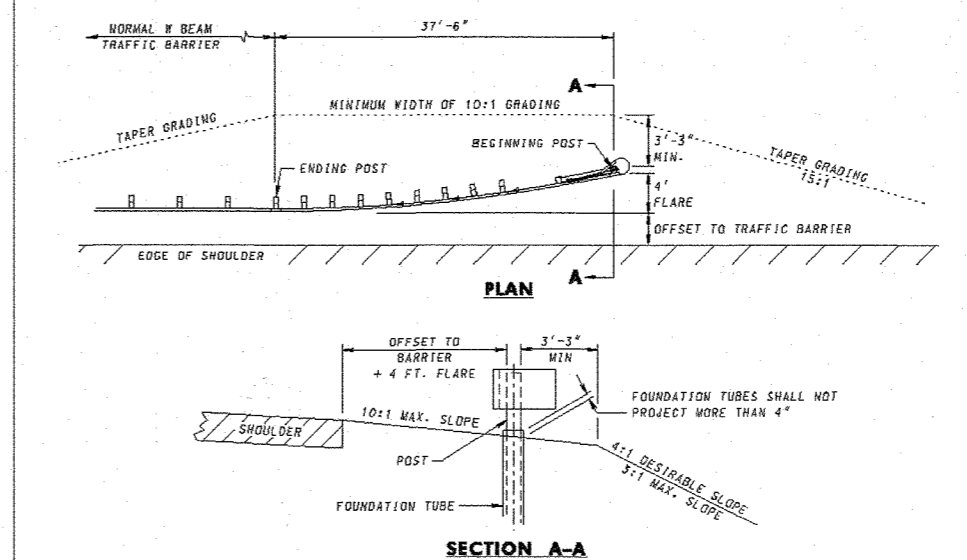 NORMAL W BEAM
TRAFFIC BARRIER
37'-6"
A
MINIMUM WIDTH OF 10:1 GRADING
TAPER GRADING
BEGINNING POST
3'-3"
MIN.
TAPER GRADING
15:1
ENDING POST
4'
FLARE
OFFSET TO TRAFFIC BARRIER
EDGE OF SHOULDER
A
PLAN
OFFSET TO
BARRIER
+ 4 FT. FLARE
3'-3"
MIN
FOUNDATION TUBES SHALL NOT
PROJECT MORE THAN 4"
10:1 MAX. SLOPE
SHOULDER
POST
4:1 DESIRABLE SLOPE
3:1 MAX. SLOPE
FOUNDATION TUBE
SECTION A-A